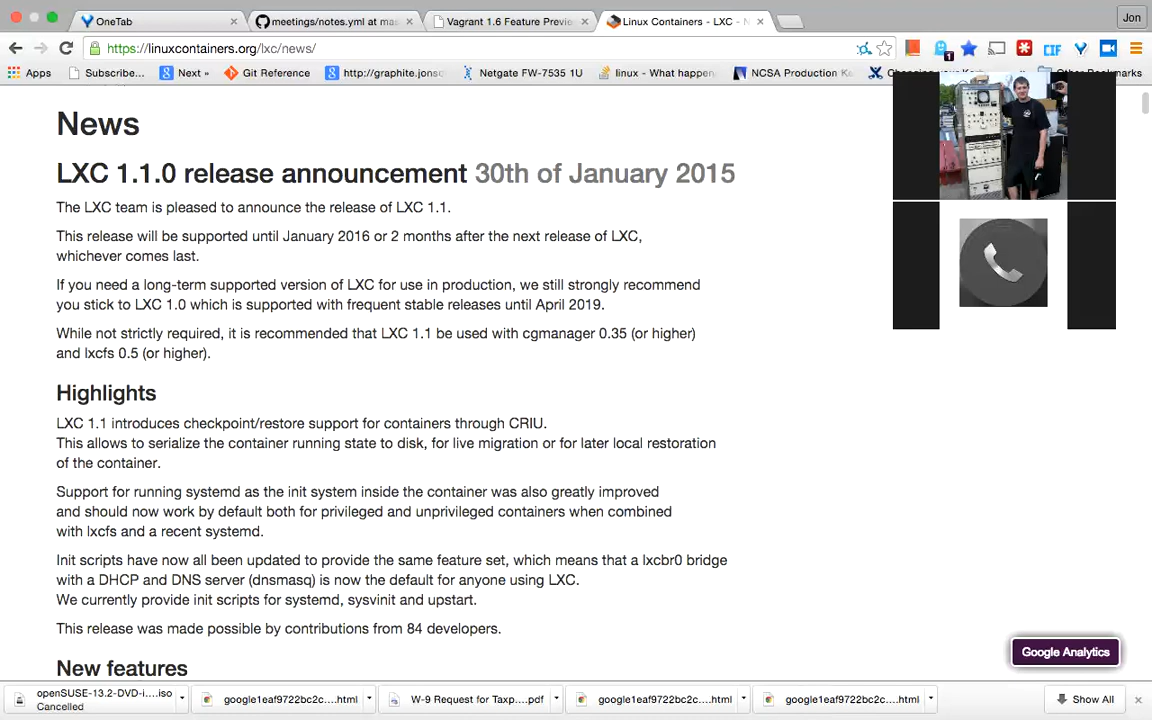 OneTab
meetings/notes.yml at mas
Vagrant 1.6 Feature Previe
Linux Containers - LXC - N
Jon
https://linuxcontainers.org/lxc/news/
1
CIF
Apps
Subscribe...
Next »
Git Reference
http://graphite.jons
Netgate FW-7535 1U
linux - What happen
NCSA Production Ka
Other Bookmarks
News
LXC 1.1.0 release announcement 30th of January 2015
The LXC team is pleased to announce the release of LXC 1.1.
This release will be supported until January 2016 or 2 months after the next release of LXC,
whichever comes last.
If you need a long-term supported version of LXC for use in production, we still strongly recommend
you stick to LXC 1.0 which is supported with frequent stable releases until April 2019.
While not strictly required, it is recommended that LXC 1.1 be used with cgmanager 0.35 (or higher)
and lxcfs 0.5 (or higher).
Highlights
LXC 1.1 introduces checkpoint/restore support for containers through CRIU.
This allows to serialize the container running state to disk, for live migration or for later local restoration
of the container.
Support for running systemd as the init system inside the container was also greatly improved
and should now work by default both for privileged and unprivileged containers when combined
with lxcfs and a recent systemd.
Init scripts have now all been updated to provide the same feature set, which means that a lxcbr0 bridge
with a DHCP and DNS server (dnsmasq) is now the default for anyone using LXC.
We currently provide init scripts for systemd, sysvinit and upstart.
This release was made possible by contributions from 84 developers.
New features
Google Analytics
openSUSE-13.2-DVD-i....iso
Cancelled
google1eaf9722bc2c....html
W-9 Request for Taxp....pdf
google1eaf9722bc2c....html
google1eaf9722bc2c....html
Show All